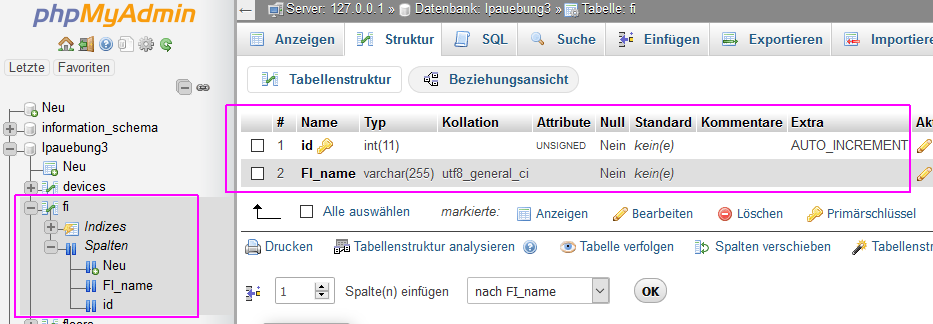 phpMyAdmin
Letzte Favoriten
Neu
information_schema
lpauebung3
Neu
devices
fi
Indizes
Spalten
Neu
FI_name
id
Server: 127.0.0.1 » Datenbank: lpauebung3 » Tabelle: fi
Anzeigen Struktur SQL Suche Einfügen Exportieren Importiere
Tabellenstruktur Beziehungsansicht
# Name Typ Kollation Attribute Null Standard Kommentare Extra Akt
1 id int(11) UNSIGNED Nein kein(e) AUTO_INCREMENT
2 FI_name varchar(255) utf8_general_ci Nein kein(e)
Alle auswählen markierte: Anzeigen Bearbeiten Löschen Primärschlüssel
Drucken Tabellenstruktur analysieren Tabelle verfolgen Spalten verschieben Tabellenst
1 Spalte(n) einfügen nach FI_name OK